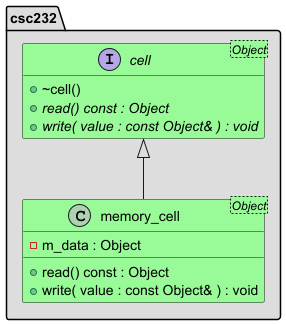 csc232
Object
I cell
~cell()
read() const : Object
write( value : const Object& ) : void
Object
C memory_cell
m_data : Object
read() const : Object
write( value : const Object& ) : void